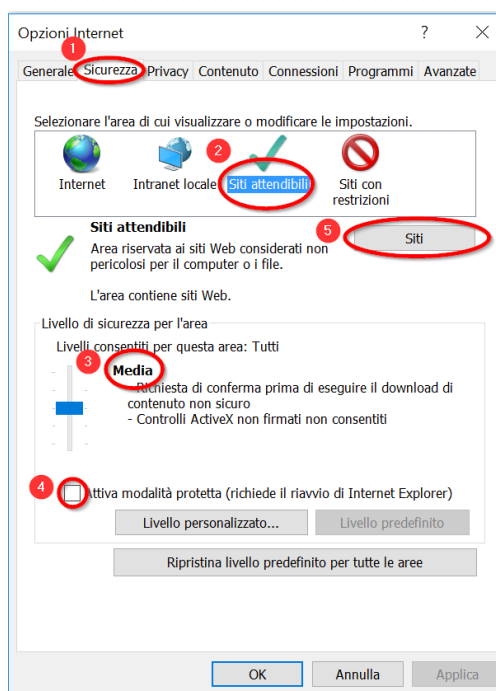 Opzioni Internet ? ×
1
Generale Sicurezza Privacy Contenuto Connessioni Programmi Avanzate
Selezionare l'area di cui visualizzare o modificare le impostazioni.
2
Internet Intranet locale Siti attendibili Siti con
restrizioni
Siti attendibili
5
Siti
Area riservata ai siti Web considerati non
pericolosi per il computer o i file.
L'area contiene siti Web.
Livello di sicurezza per l'area
Livelli consentiti per questa area: Tutti
3
Media
- Richiesta di conferma prima di eseguire il download di
contenuto non sicuro
- Controlli ActiveX non firmati non consentiti
4
Attiva modalità protetta (richiede il riavvio di Internet Explorer)
Livello personalizzato... Livello predefinito
Ripristina livello predefinito per tutte le aree
OK Annulla Applica